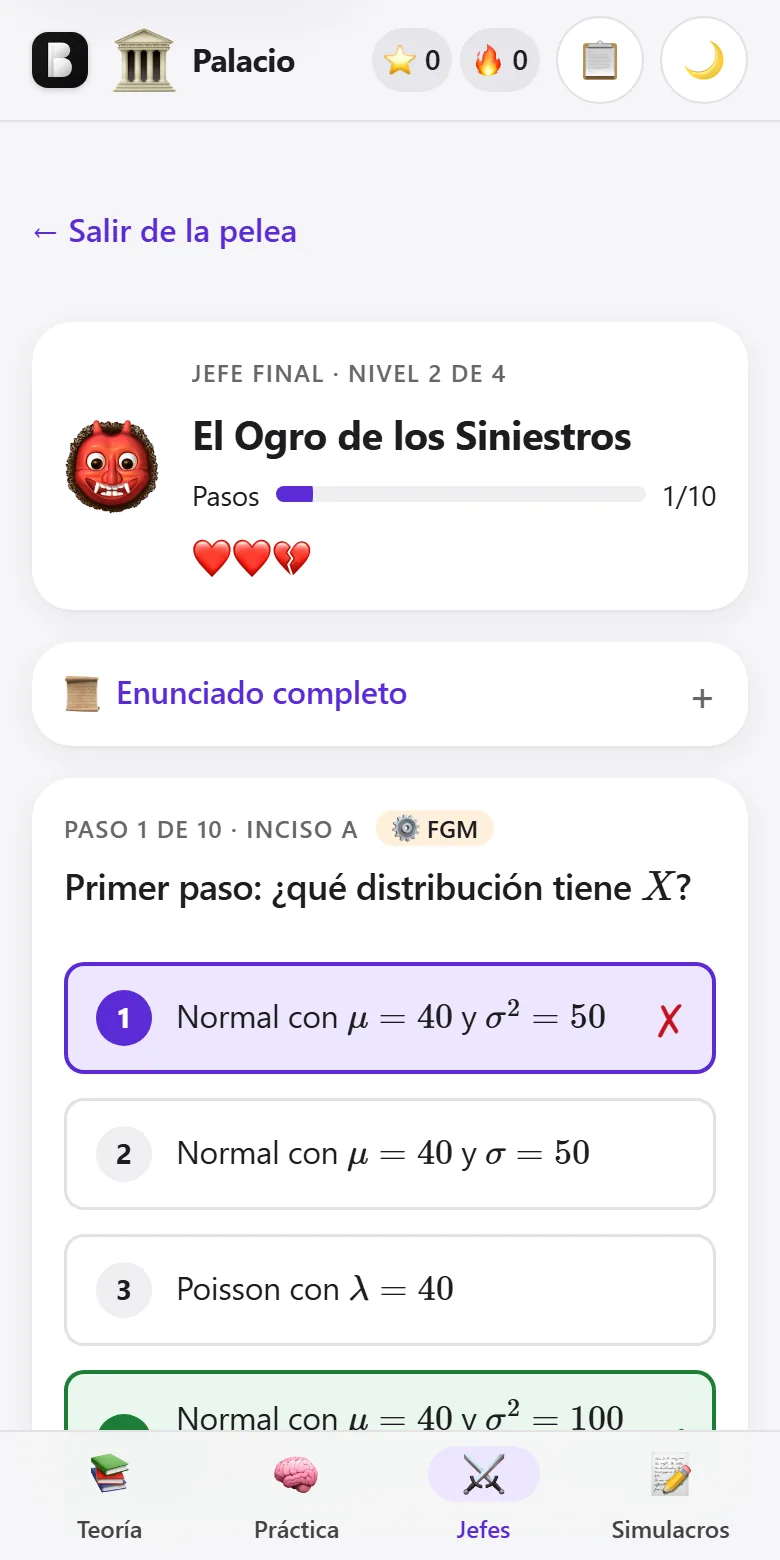 B
Palacio
0
0
← Salir de la pelea
JEFE FINAL · NIVEL 2 DE 4
El Ogro de los Siniestros
Pasos
1/10
Enunciado completo
+
PASO 1 DE 10 · INCISO A
FGM
Primer paso: ¿qué distribución tiene X?
1
Normal con μ = 40 y σ² = 50
✗
2
Normal con μ = 40 y σ = 50
3
Poisson con λ = 40
Normal con μ = 40 y σ² = 100
Teoría
Práctica
Jefes
Simulacros